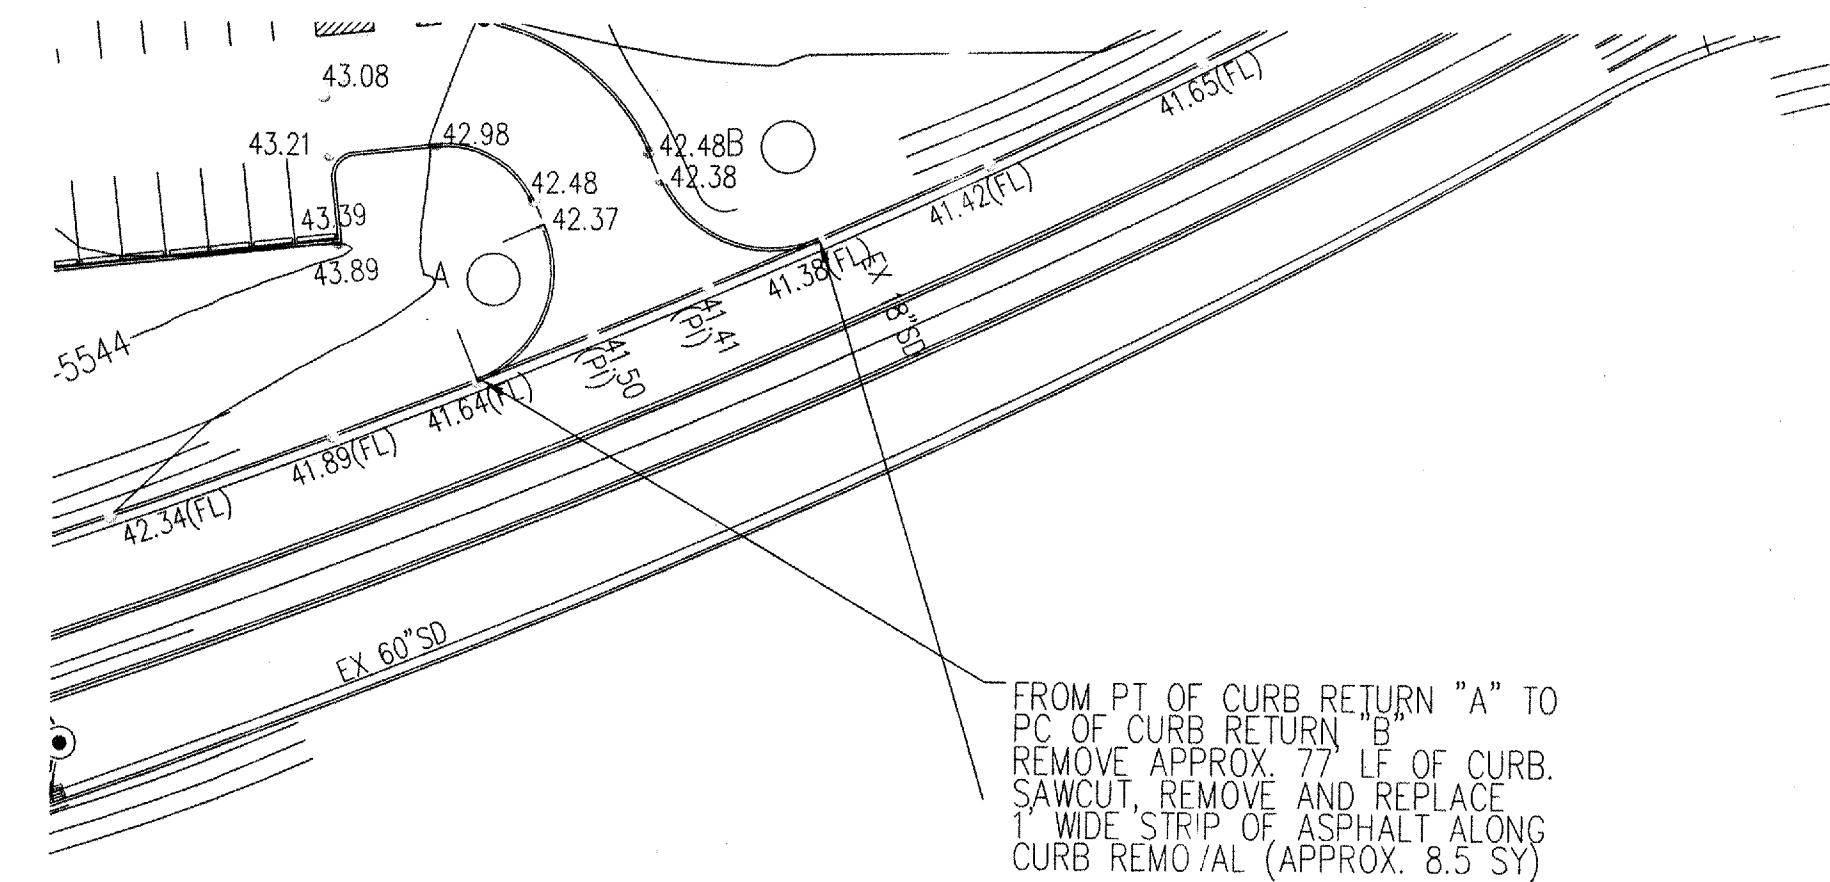 43.08
43.21
42.98
42.48B
42.38
42.48
42.37
43.39
43.89
A
-5544
41.65(FL)
41.42(FL)
41.38(FL)
EX 18"SD
41.41
(PI)
41.50
(PI)
41.64(FL)
41.89(FL)
42.34(FL)
EX 60"SD
FROM PT OF CURB RETURN "A" TO
PC OF CURB RETURN "B"
REMOVE APPROX. 77' LF OF CURB.
SAWCUT, REMOVE AND REPLACE
1' WIDE STRIP OF ASPHALT ALONG
CURB REMO/AL (APPROX. 8.5 SY)